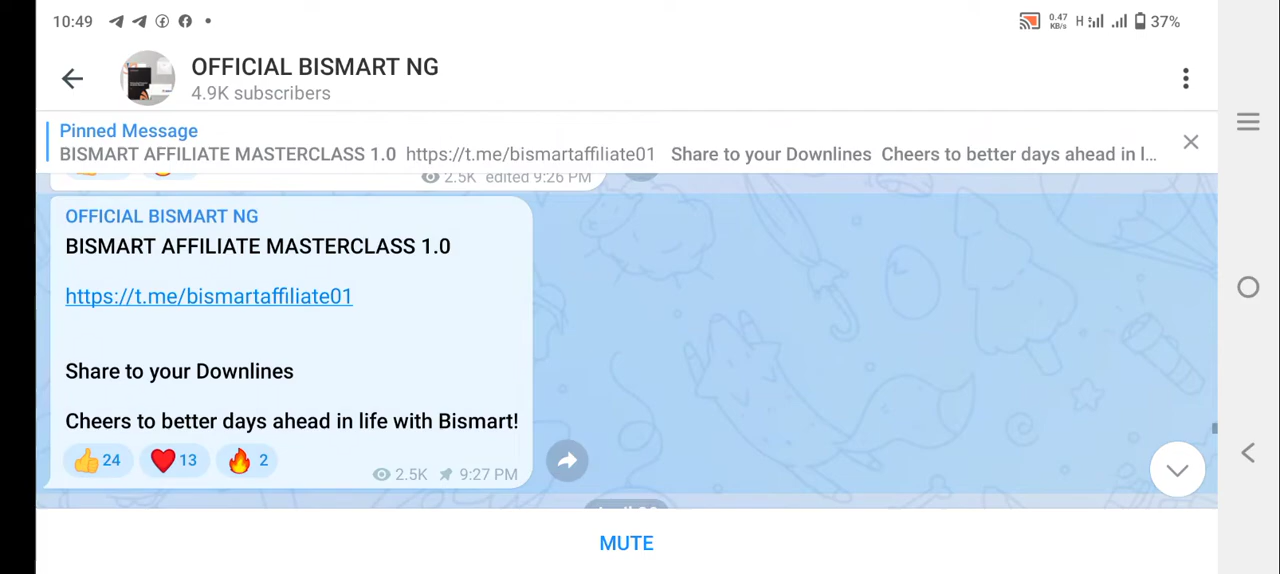 10:49
0.47
KB/s
H
37%
OFFICIAL BISMART NG
4.9K subscribers
Pinned Message
BISMART AFFILIATE MASTERCLASS 1.0 https://t.me/bismartaffiliate01 Share to your Downlines Cheers to better days ahead in l...
2.5K edited 9:26 PM
OFFICIAL BISMART NG
BISMART AFFILIATE MASTERCLASS 1.0
https://t.me/bismartaffiliate01
Share to your Downlines
Cheers to better days ahead in life with Bismart!
24 13 2
2.5K 9:27 PM
MUTE